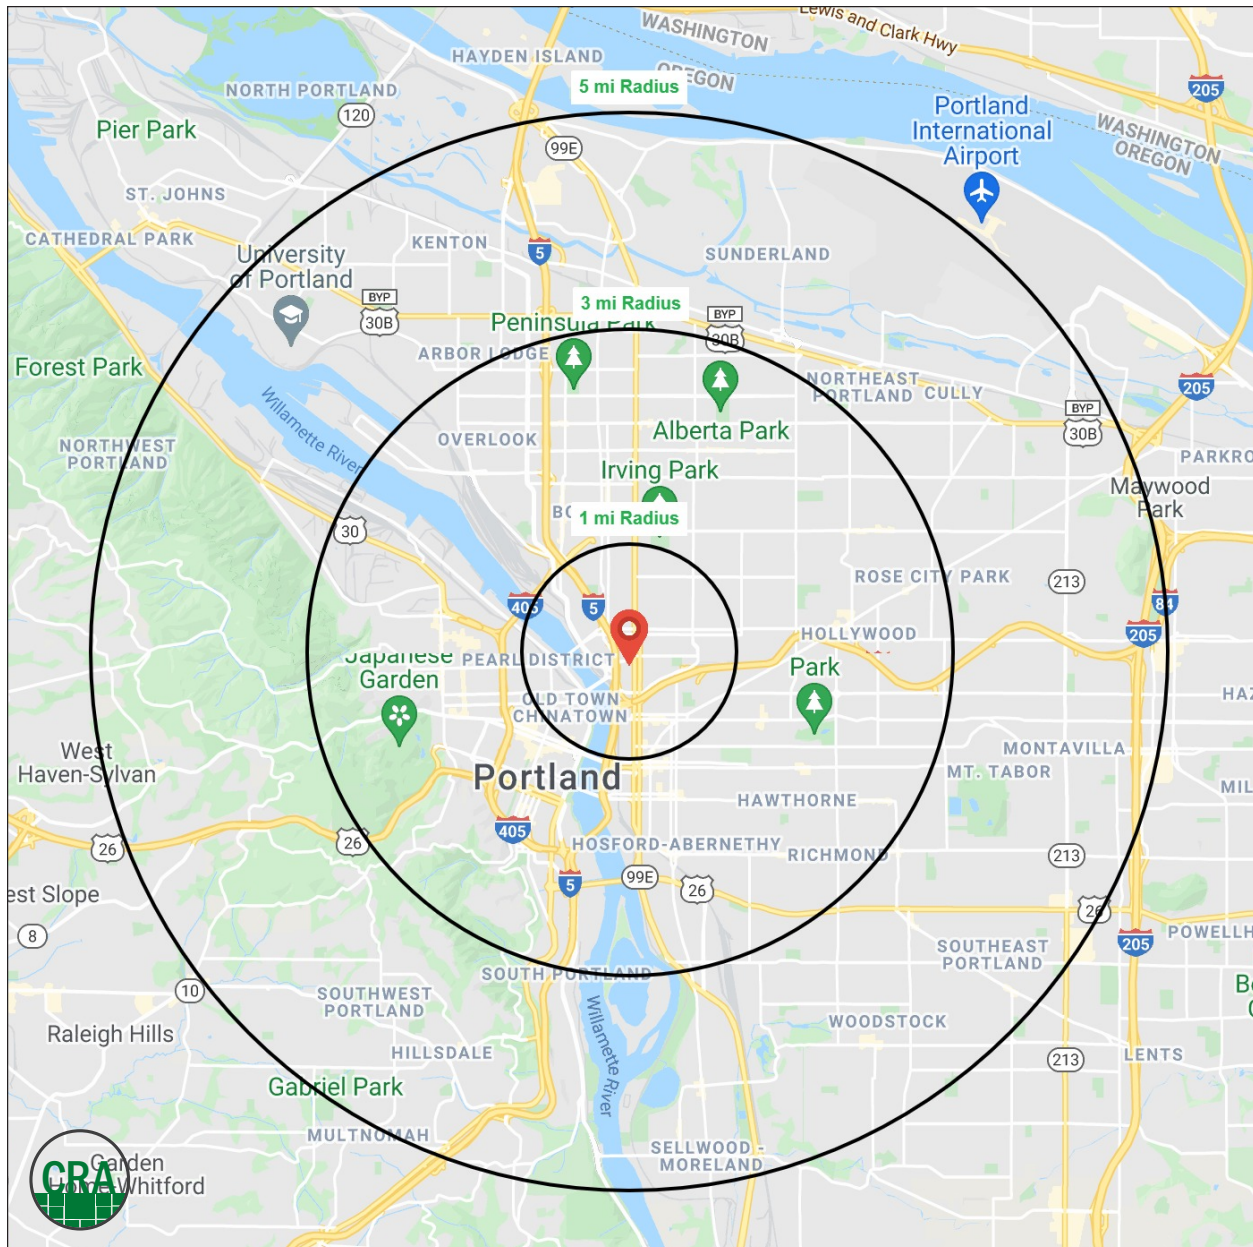 Lewis and Clark Hwy
WASHINGTON
OREGON
HAYDEN ISLAND
5 mi Radius
205
NORTH PORTLAND
120
Portland
International
Airport
Pier Park
99E
WASHINGTON
OREGON
ST. JOHNS
CATHEDRAL PARK
KENTON
5
SUNDERLAND
University
of Portland
BYP
30B
3 mi Radius
Peninsula Park
BYP
30B
ARBOR LODGE
Forest Park
NORTHEAST
PORTLAND
CULLY
205
Willamette River
BYP
30B
OVERLOOK
Alberta Park
NORTHWEST
PORTLAND
Irving Park
Maywood
Park
1 mi Radius
30
ROSE CITY PARK
213
405
5
84
HOLLYWOOD
205
Japanese
Garden
PEARL DISTRICT
Park
OLD TOWN
CHINATOWN
West
Haven-Sylvan
MONTAVILLA
MT. TABOR
Portland
HAWTHORNE
405
26
26
HOSFORD-ABERNETHY
RICHMOND
213
5
99E
26
est Slope
26
8
SOUTHEAST
PORTLAND
205
SOUTH PORTLAND
10
SOUTHWEST
PORTLAND
Willamette River
WOODSTOCK
Raleigh Hills
HILLSDALE
213
LENTS
Gabriel Park
MULTNOMAH
SELLWOOD -
MORELAND
CRA
Garden
Home-Whitford